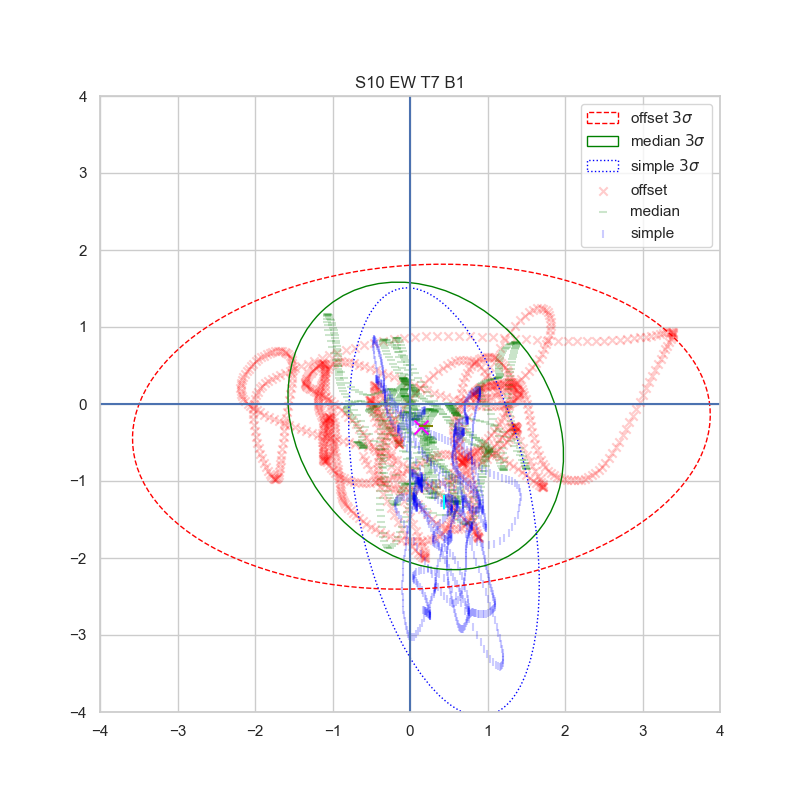 S10 EW T7 B1
offset 3σ
median 3σ
simple 3σ
offset
median
simple
4
3
2
1
0
−1
−2
−3
−4
−4 −3 −2 −1 0 1 2 3 4